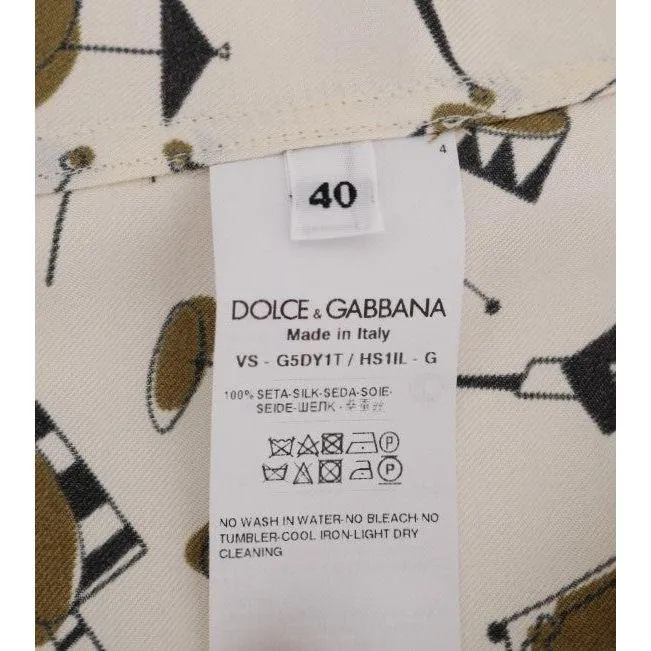 4
40
DOLCE & GABBANA
Made in Italy
VS - G5DY1T / HS1IL - G
100% SETA-SILK-SEDA-SOIE-
SEIDE-ШЕЛК -
NO WASH IN WATER-NO BLEACH-NO
TUMBLER-COOL IRON-LIGHT DRY
CLEANING